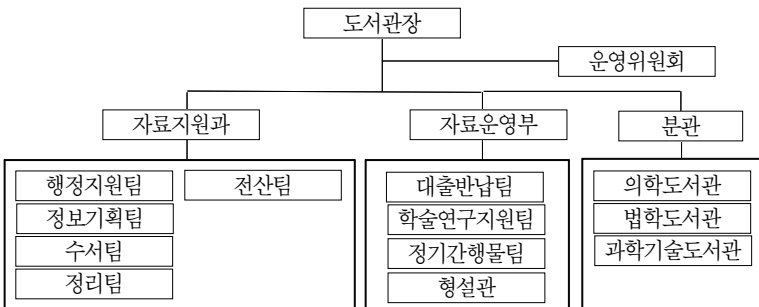 도서관장
운영위원회
자료지원과
자료운영부
분관
행정지원팀
전산팀
정보기획팀
수서팀
정리팀
대출반납팀
학술연구지원팀
정기간행물팀
형설관
의학도서관
법학도서관
과학기술도서관